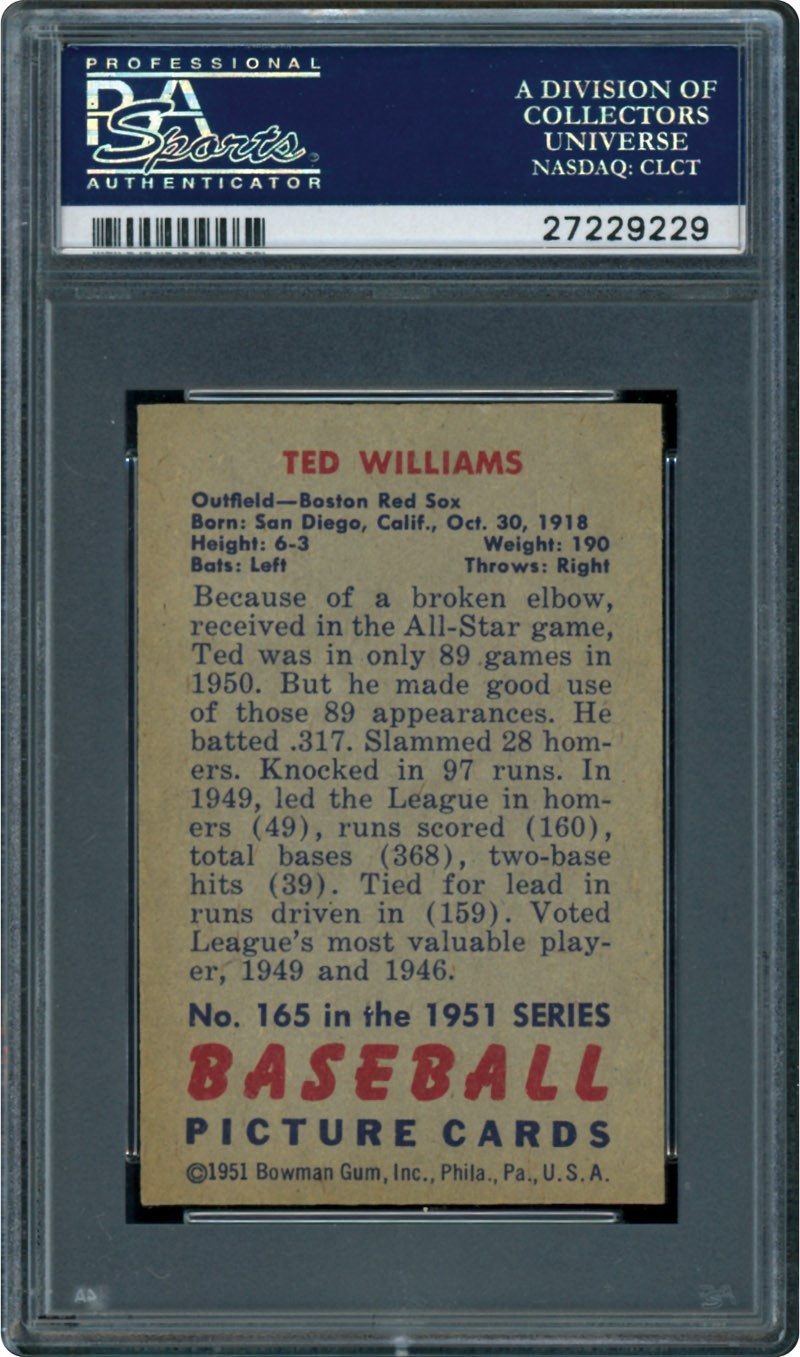 PROFESSIONAL
PSA
Sports
AUTHENTICATOR
A DIVISION OF
COLLECTORS
UNIVERSE
NASDAQ: CLCT
27229229
TED WILLIAMS
Outfield—Boston Red Sox
Born: San Diego, Calif., Oct. 30, 1918
Height: 6-3 Weight: 190
Bats: Left Throws: Right
Because of a broken elbow,
received in the All-Star game,
Ted was in only 89 games in
1950. But he made good use
of those 89 appearances. He
batted .317. Slammed 28 hom-
ers. Knocked in 97 runs. In
1949, led the League in hom-
ers (49), runs scored (160),
total bases (368), two-base
hits (39). Tied for lead in
runs driven in (159). Voted
League's most valuable play-
er, 1949 and 1946.
No. 165 in the 1951 SERIES
BASEBALL
PICTURE CARDS
©1951 Bowman Gum, Inc., Phila., Pa., U.S.A.